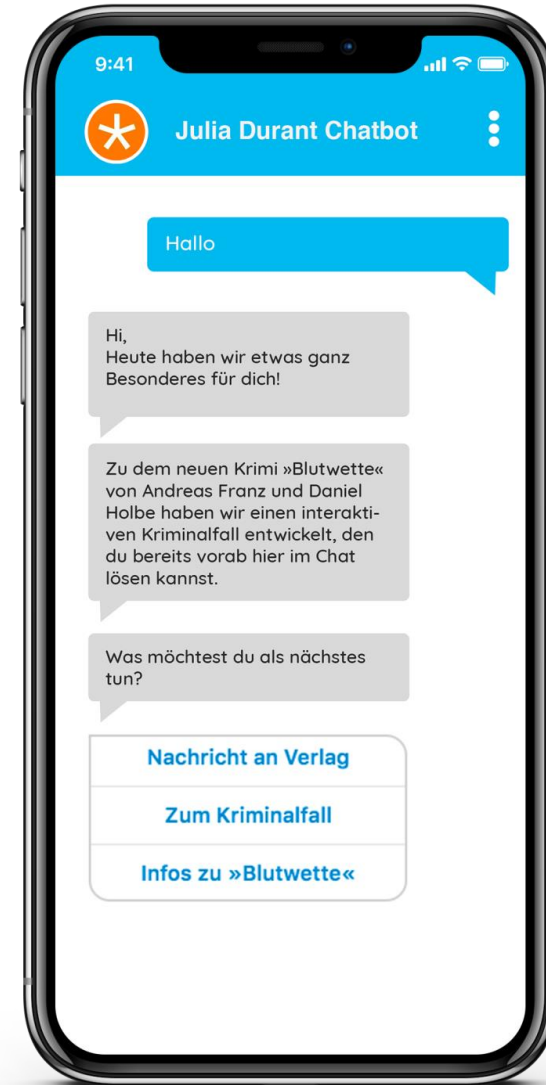 9:41
Julia Durant Chatbot
Hallo
Hi,
Heute haben wir etwas ganz
Besonderes für dich!
Zu dem neuen Krimi »Blutwette«
von Andreas Franz und Daniel
Holbe haben wir einen interakti-
ven Kriminalfall entwickelt, den
du bereits vorab hier im Chat
lösen kannst.
Was möchtest du als nächstes
tun?
Nachricht an Verlag
Zum Kriminalfall
Infos zu »Blutwette«